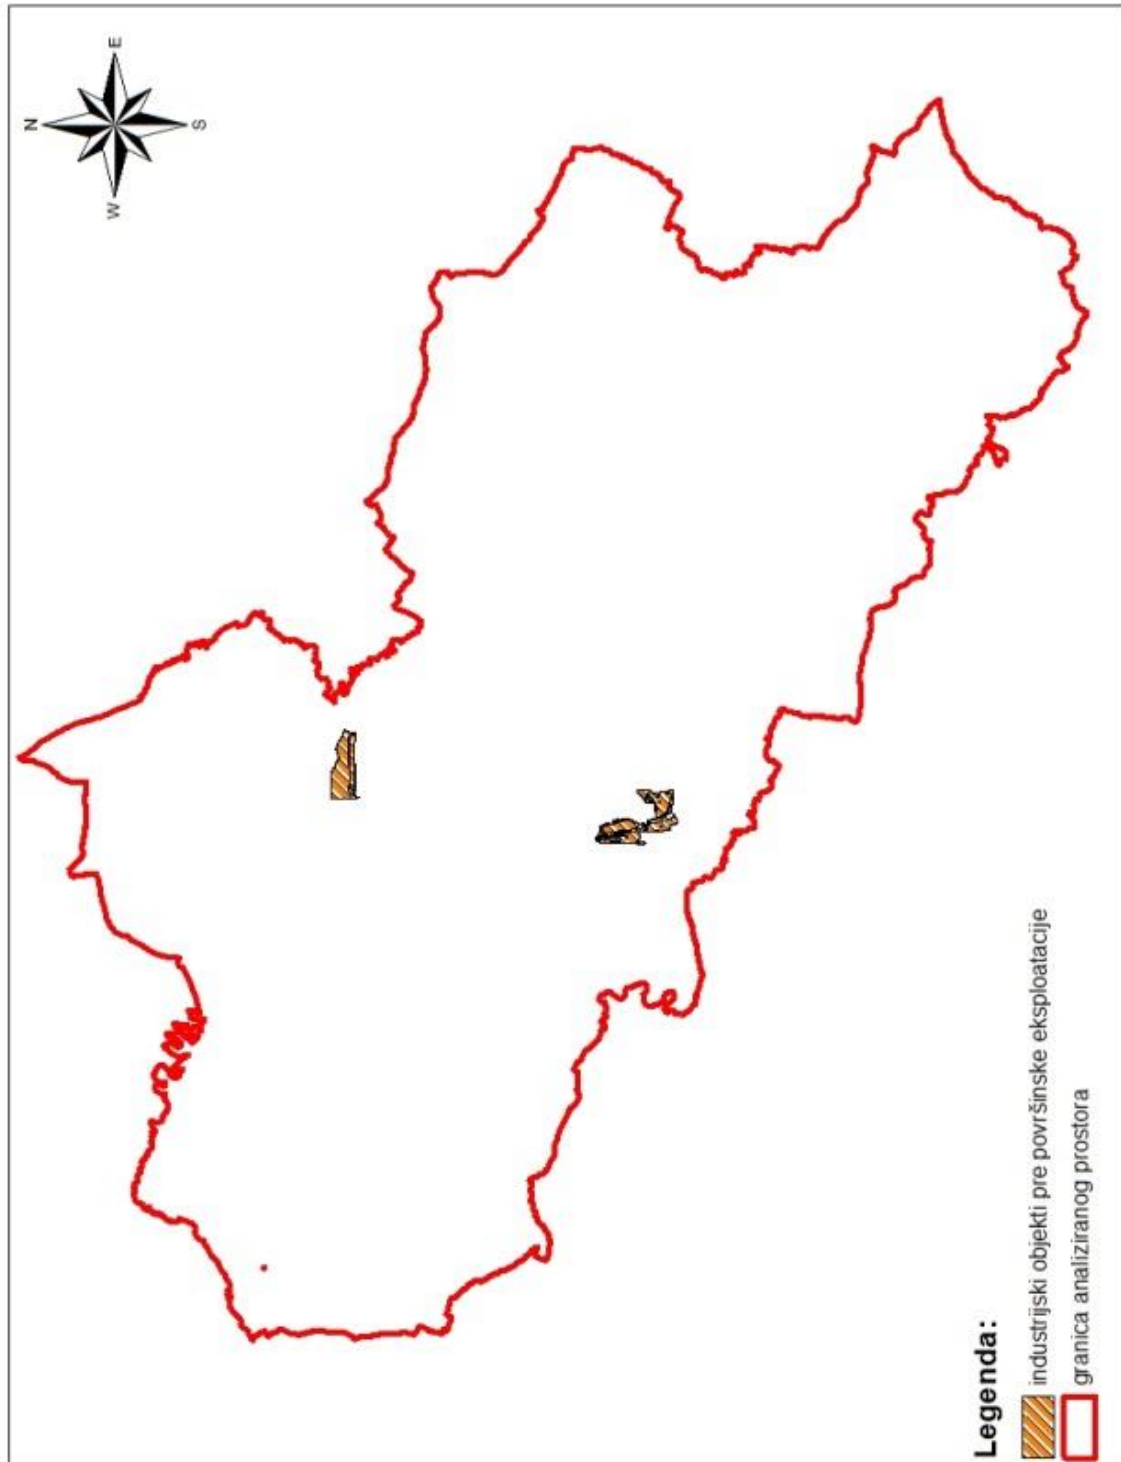 N
E
W
S
Legenda:
industrijski objekti pre površinske eksploatacije
granica analiziranog prostora